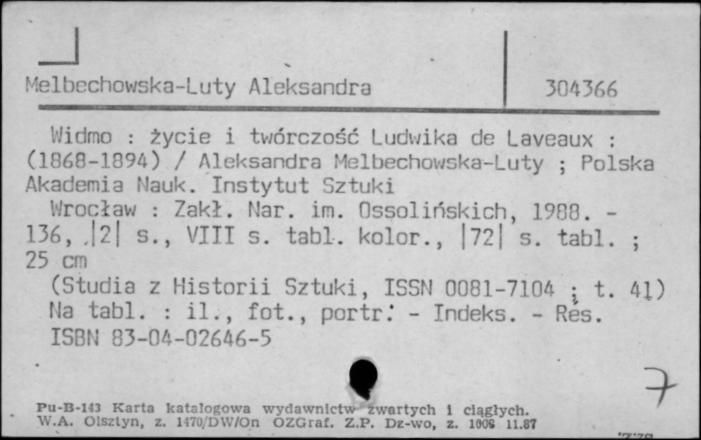 Melbechowska-Luty Aleksandra
304366
Widmo : życie i twórczość Ludwika de Laveaux :
(1868-1894) / Aleksandra Melbechowska-Luty ; Polska
Akademia Nauk. Instytut Sztuki
Wrocław : Zakł. Nar. im. Ossolińskich, 1988. -
136, |2| s., VIII s. tabl. kolor., |72| s. tabl. ;
25 cm
(Studia z Historii Sztuki, ISSN 0081-7104 ; t. 41)
Na tabl. : il., fot., portr. - Indeks. - Rés.
ISBN 83-04-02646-5
7
Pu-B-143 Karta katalogowa wydawnictw zwartych i ciągłych.
W.A. Olsztyn, z. 1470/DW/On OZGraf. Z.P. Dz-wo, z. 1008 11.87